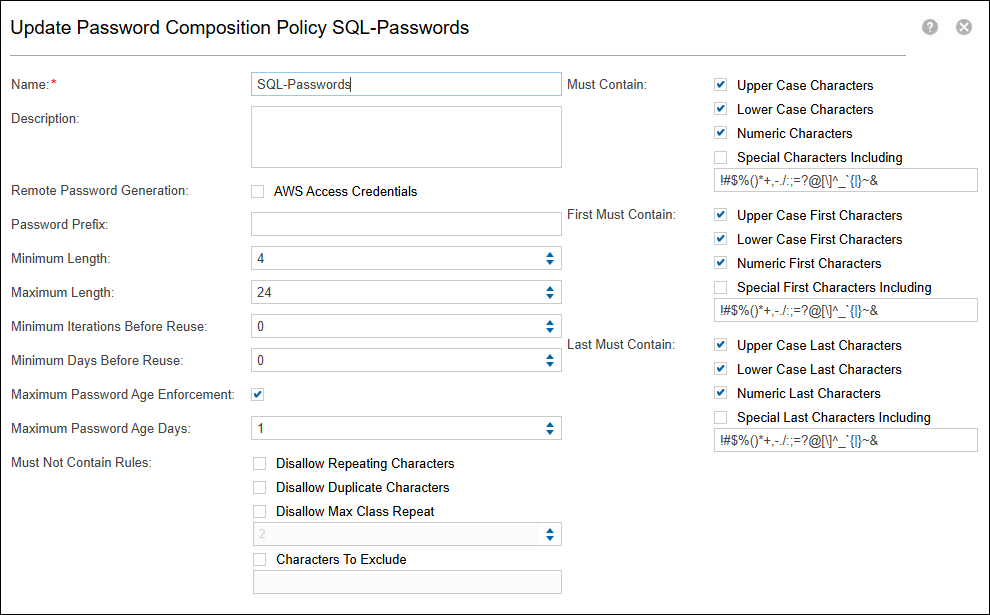 Update Password Composition Policy SQL-Passwords
?
Name:*
SQL-Passwords
Description:
Remote Password Generation:
AWS Access Credentials
Password Prefix:
Minimum Length:
4
Maximum Length:
24
Minimum Iterations Before Reuse:
0
Minimum Days Before Reuse:
0
Maximum Password Age Enforcement:
Maximum Password Age Days:
1
Must Not Contain Rules:
Disallow Repeating Characters
Disallow Duplicate Characters
Disallow Max Class Repeat
2
Characters To Exclude
Must Contain:
Upper Case Characters
Lower Case Characters
Numeric Characters
Special Characters Including
!#$%()*+,-./:;=?@[\]^_`{|}~&
First Must Contain:
Upper Case First Characters
Lower Case First Characters
Numeric First Characters
Special First Characters Including
!#$%()*+,-./:;=?@[\]^_`{|}~&
Last Must Contain:
Upper Case Last Characters
Lower Case Last Characters
Numeric Last Characters
Special Last Characters Including
!#$%()*+,-./:;=?@[\]^_`{|}~&